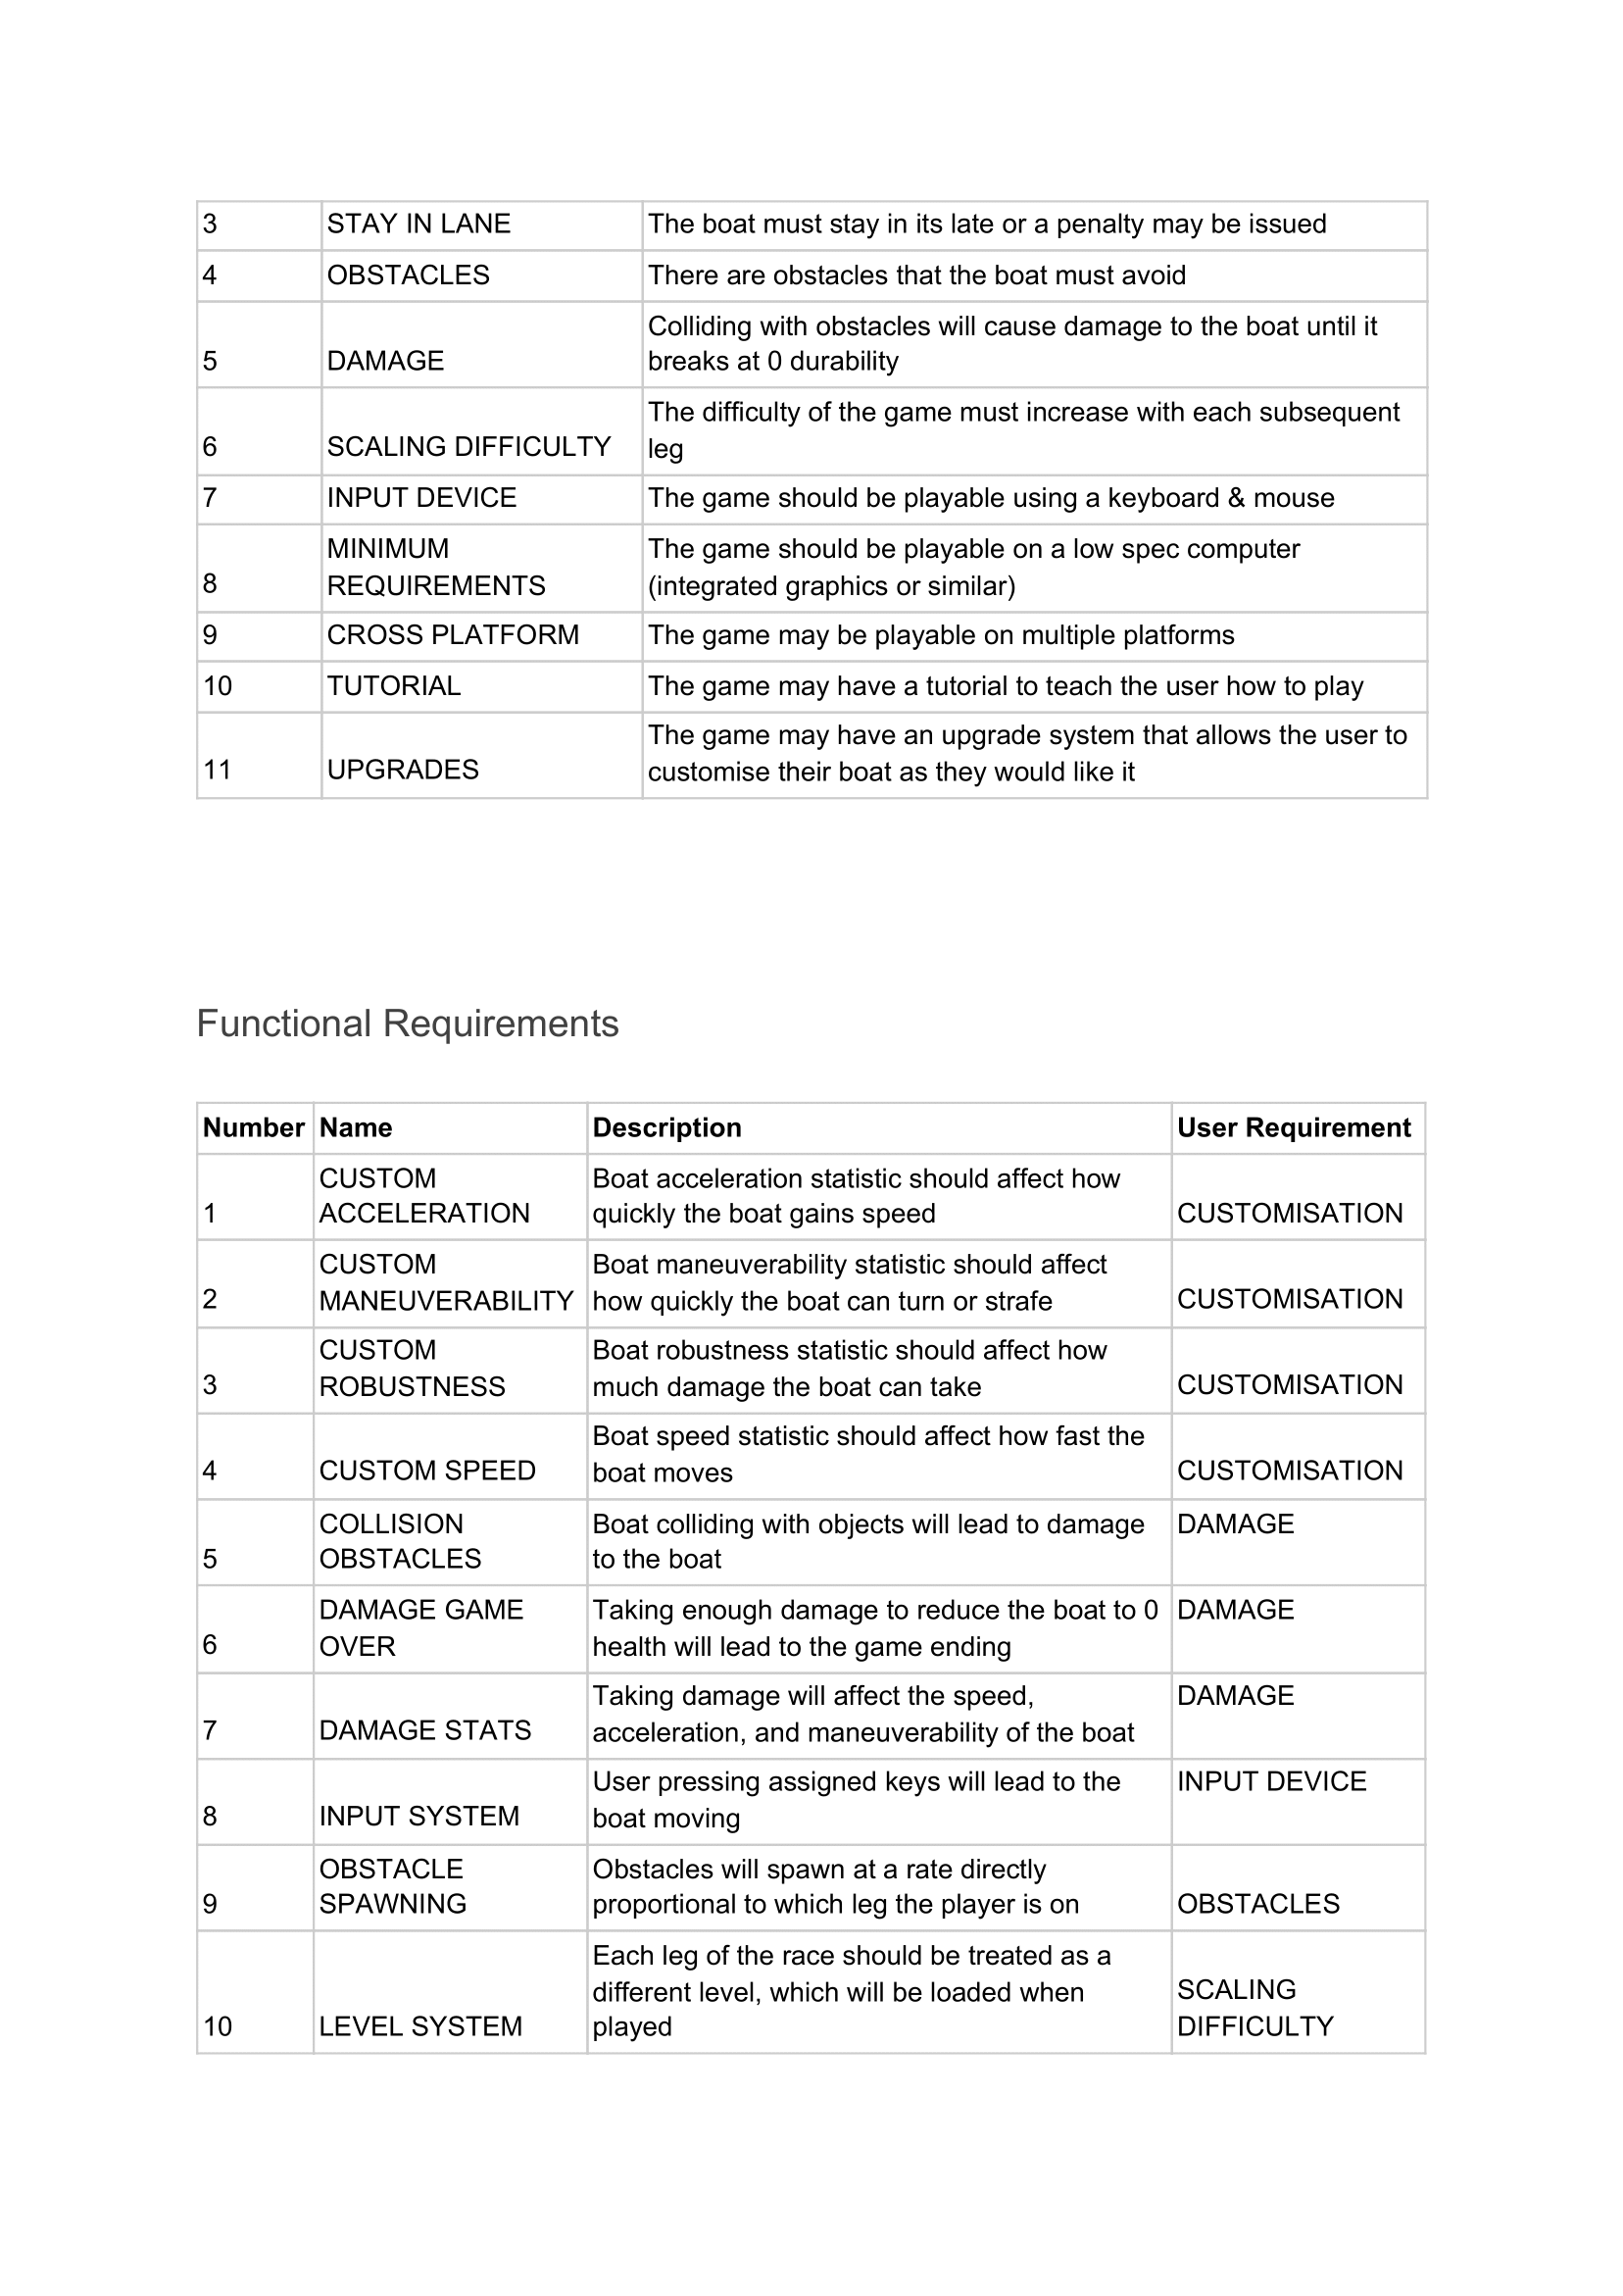 3 STAY IN LANE The boat must stay in its late or a penalty may be issued
4 OBSTACLES There are obstacles that the boat must avoid
Colliding with obstacles will cause damage to the boat until it
5 DAMAGE breaks at 0 durability
The difficulty of the game must increase with each subsequent
6 SCALING DIFFICULTY leg
7 INPUT DEVICE The game should be playable using a keyboard & mouse
MINIMUM The game should be playable on a low spec computer
8 REQUIREMENTS (integrated graphics or similar)
9 CROSS PLATFORM The game may be playable on multiple platforms
10 TUTORIAL The game may have a tutorial to teach the user how to play
The game may have an upgrade system that allows the user to
11 UPGRADES customise their boat as they would like it
Functional Requirements
Number Name Description User Requirement
CUSTOM Boat acceleration statistic should affect how
1 ACCELERATION quickly the boat gains speed CUSTOMISATION
CUSTOM Boat maneuverability statistic should affect
2 MANEUVERABILITY how quickly the boat can turn or strafe CUSTOMISATION
CUSTOM Boat robustness statistic should affect how
3 ROBUSTNESS much damage the boat can take CUSTOMISATION
Boat speed statistic should affect how fast the
4 CUSTOM SPEED boat moves CUSTOMISATION
COLLISION Boat colliding with objects will lead to damage DAMAGE
5 OBSTACLES to the boat
DAMAGE GAME Taking enough damage to reduce the boat to 0 DAMAGE
6 OVER health will lead to the game ending
Taking damage will affect the speed, DAMAGE
7 DAMAGE STATS acceleration, and maneuverability of the boat
User pressing assigned keys will lead to the INPUT DEVICE
8 INPUT SYSTEM boat moving
OBSTACLE Obstacles will spawn at a rate directly
9 SPAWNING proportional to which leg the player is on OBSTACLES
Each leg of the race should be treated as a
different level, which will be loaded when SCALING
10 LEVEL SYSTEM played DIFFICULTY